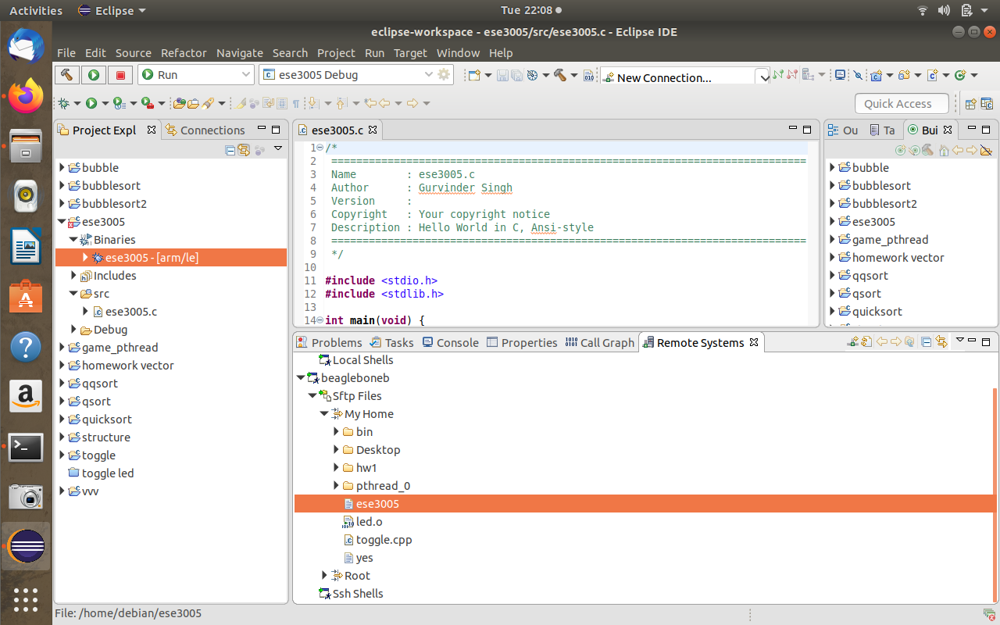 Activities Eclipse Tue 22:08
eclipse-workspace - ese3005/src/ese3005.c - Eclipse IDE
File Edit Source Refactor Navigate Search Project Run Target Window Help
Run ese3005 Debug New Connection...
Quick Access
Project Expl Connections
bubble
bubblesort
bubblesort2
ese3005
Binaries
ese3005 - [arm/le]
Includes
src
ese3005.c
Debug
game_pthread
homework vector
qqsort
qsort
quicksort
structure
toggle
toggle led
vvv
ese3005.c
1 /*
2 ============================================================================
3 Name : ese3005.c
4 Author : Gurvinder Singh
5 Version :
6 Copyright : Your copyright notice
7 Description : Hello World in C, Ansi-style
8 ============================================================================
9 */
10
11 #include <stdio.h>
12 #include <stdlib.h>
13
14 int main(void) {
Ou Ta Bui
bubble
bubblesort
bubblesort2
ese3005
game_pthread
homework vector
qqsort
qsort
quicksort
Problems Tasks Console Properties Call Graph Remote Systems
Local Shells
beagleboneb
Sftp Files
My Home
bin
Desktop
hw1
pthread_0
ese3005
led.o
toggle.cpp
yes
Root
Ssh Shells
File: /home/debian/ese3005